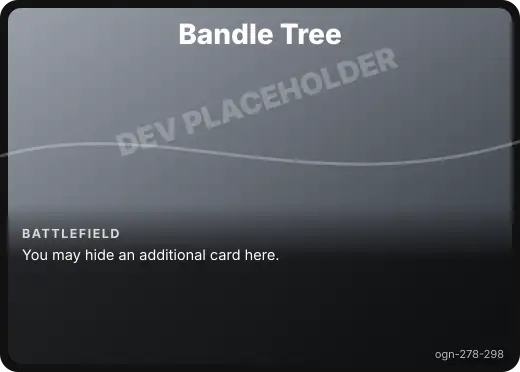 Bandle Tree
DEV PLACEHOLDER
BATTLEFIELD
You may hide an additional card here.
ogn-278-298